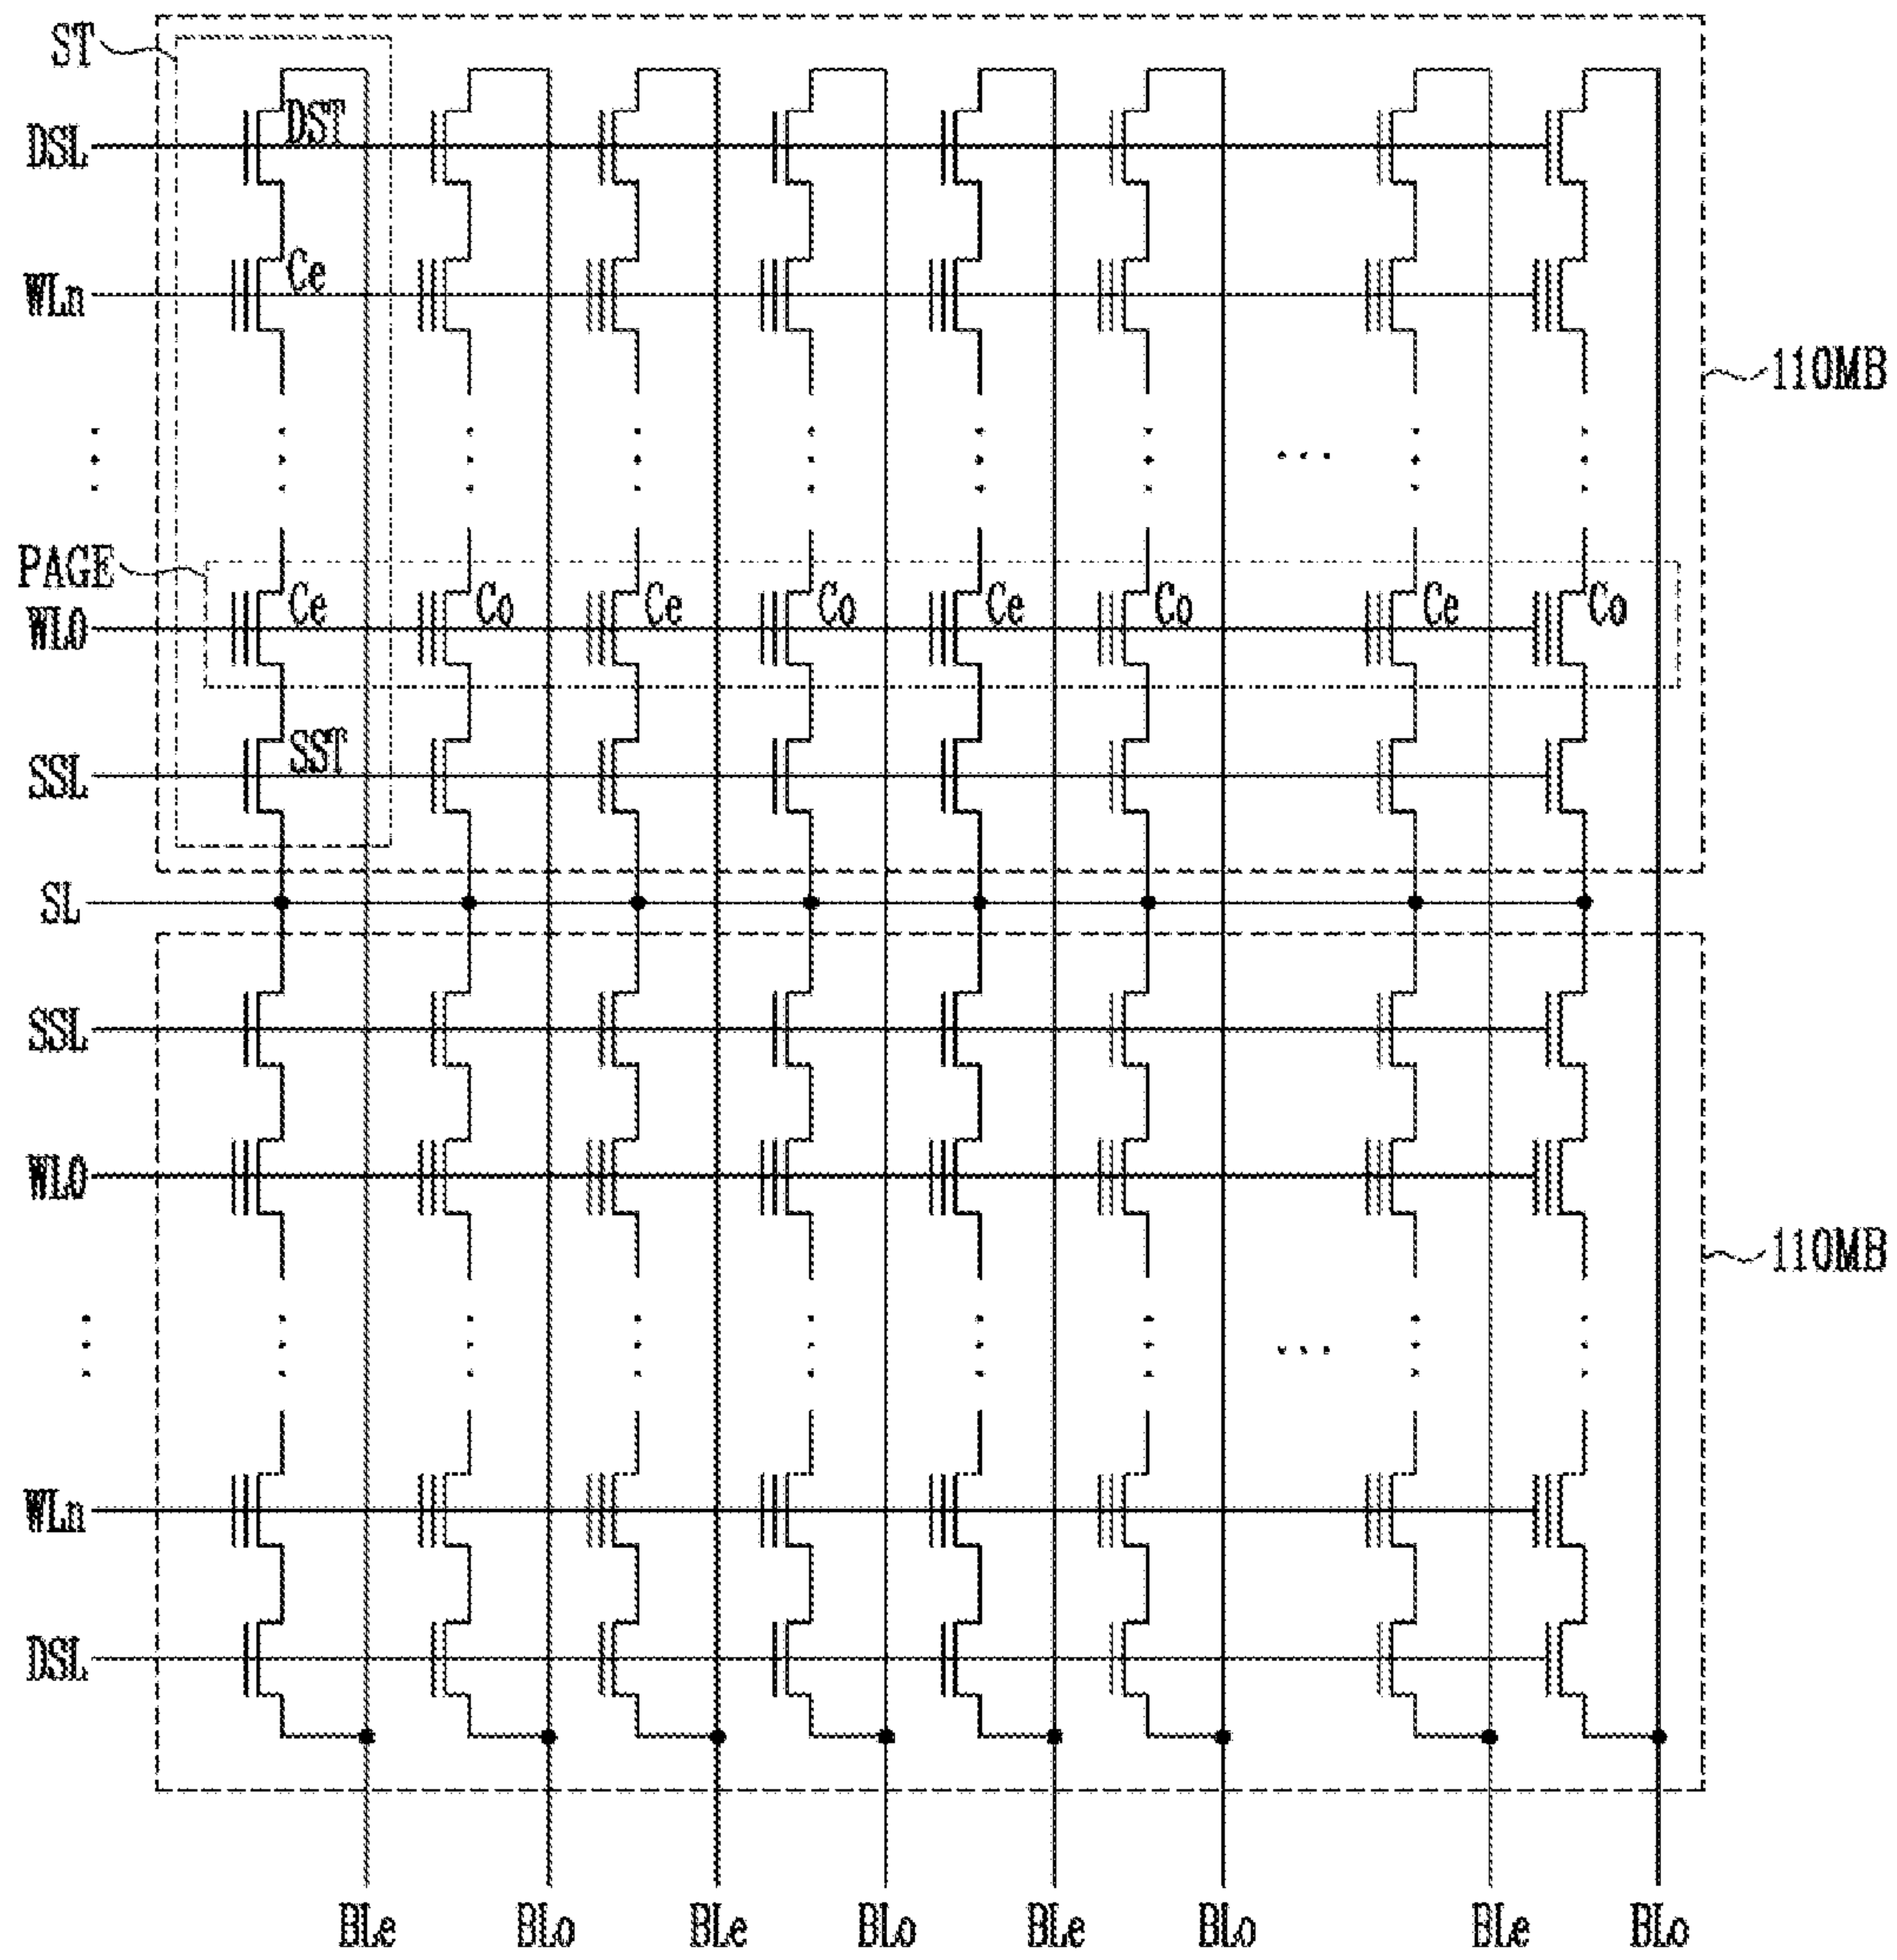 ST
DST
DSL
Ce
WLn
110MB
PAGE
Ce Co Ce Co Ce Co Ce Co
WL0
SST
SSL
SL
SSL
WL0
110MB
WLn
DSL
BLe BLo BLe BLo BLe BLo BLe BLo